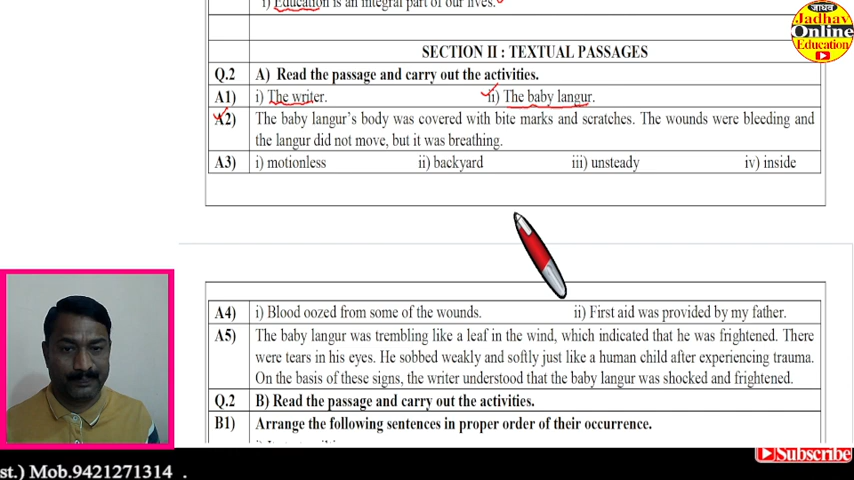 i) Education is an integral part of our lives.
जाधव
Jadhav
Online
Education
SECTION II : TEXTUAL PASSAGES
Q.2 A) Read the passage and carry out the activities.
A1) i) The writer. ii) The baby langur.
A2) The baby langur's body was covered with bite marks and scratches. The wounds were bleeding and
the langur did not move, but it was breathing.
A3) i) motionless ii) backyard iii) unsteady iv) inside
A4) i) Blood oozed from some of the wounds. ii) First aid was provided by my father.
A5) The baby langur was trembling like a leaf in the wind, which indicated that he was frightened. There
were tears in his eyes. He sobbed weakly and softly just like a human child after experiencing trauma.
On the basis of these signs, the writer understood that the baby langur was shocked and frightened.
Q.2 B) Read the passage and carry out the activities.
B1) Arrange the following sentences in proper order of their occurrence.
Subscribe
st.) Mob.9421271314 .